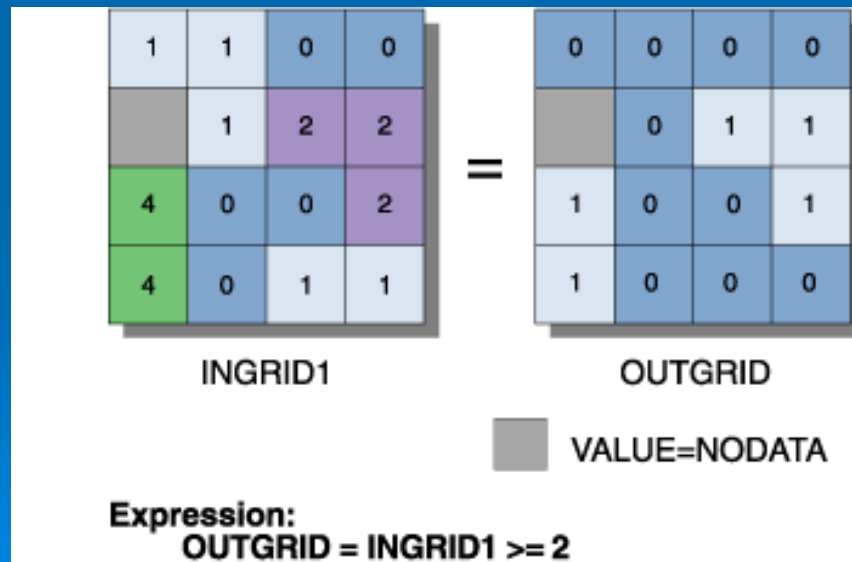 1 1 0 0 0 0 0 0
1 2 2 0 1 1
=
4 0 0 2 1 0 0 1
4 0 1 1 1 0 0 0
INGRID1 OUTGRID
VALUE=NODATA
Expression:
OUTGRID = INGRID1 >= 2